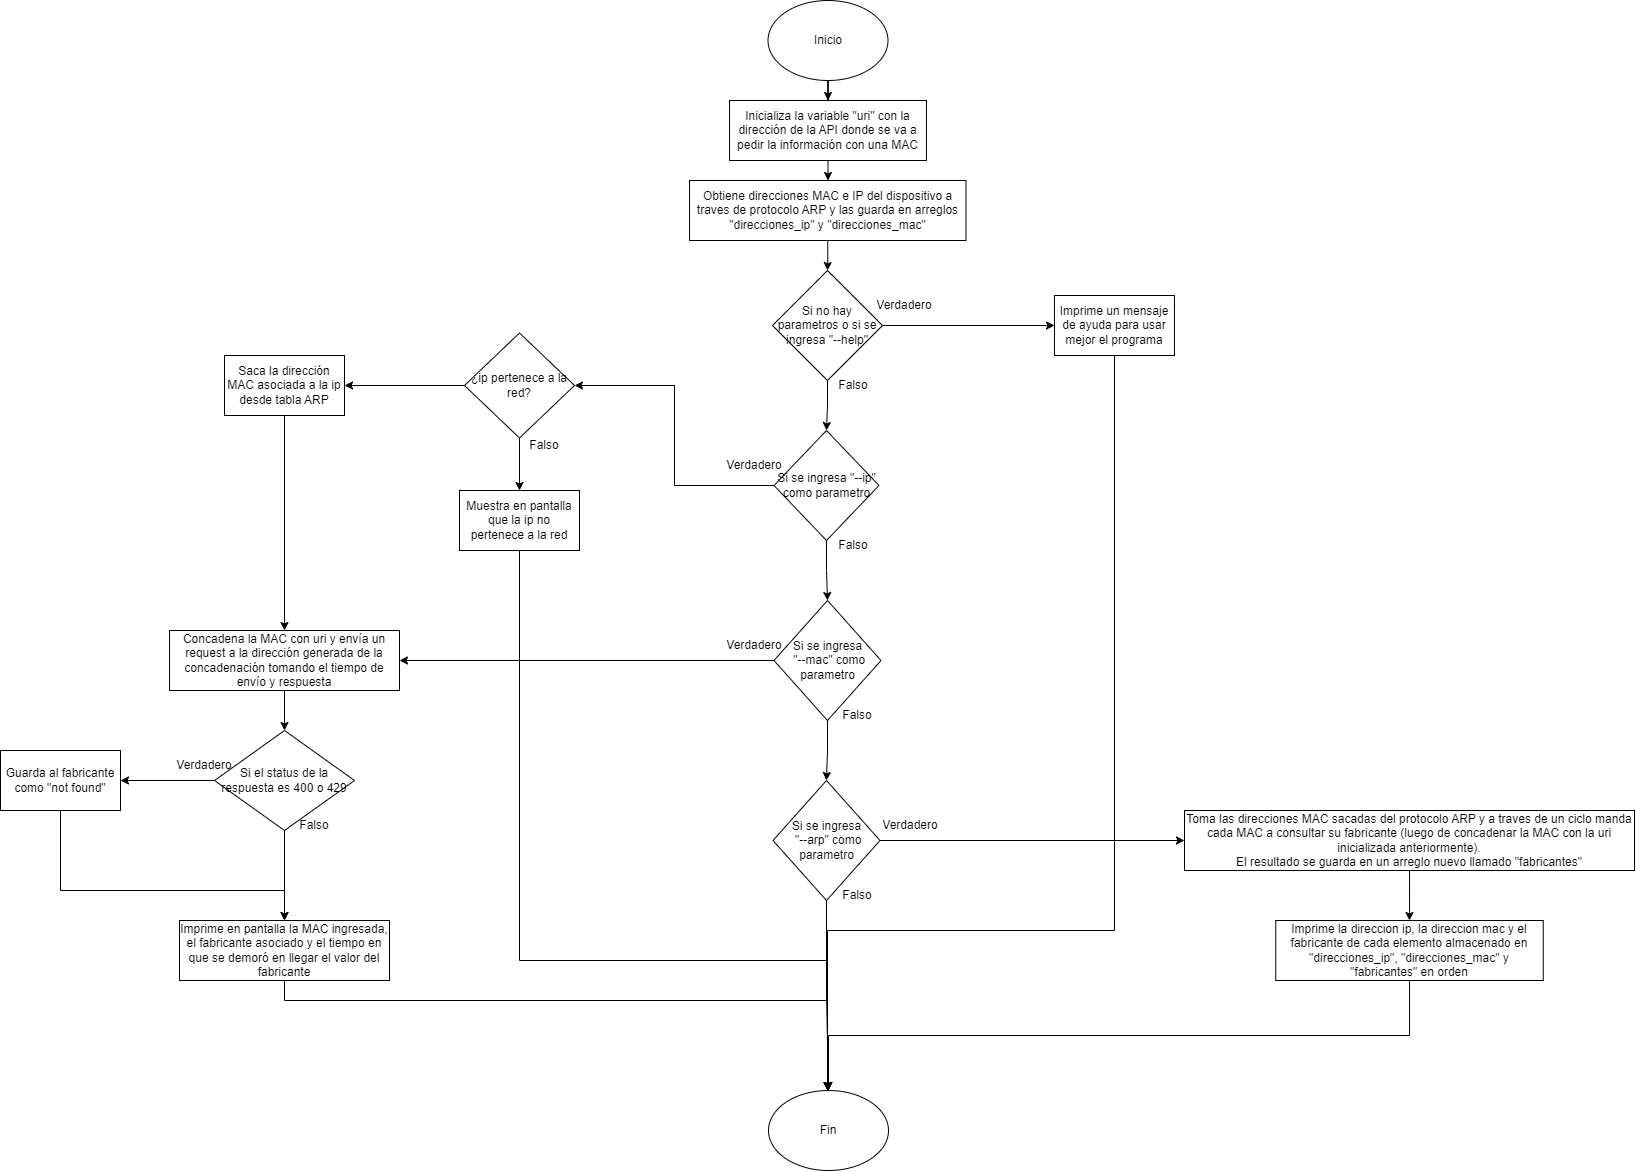 Inicio
Inicializa la variable "uri" con la
dirección de la API donde se va a
pedir la información con una MAC
Obtiene direcciones MAC e IP del dispositivo a
traves de protocolo ARP y las guarda en arreglos
"direcciones_ip" y "direcciones_mac"
Si no hay
parametros o si se
ingresa "--help"
Verdadero
Imprime un mensaje
de ayuda para usar
mejor el programa
Falso
Si se ingresa "--ip"
como parametro
Verdadero
¿ip pertenece a la
red?
Saca la dirección
MAC asociada a la ip
desde tabla ARP
Falso
Muestra en pantalla
que la ip no
pertenece a la red
Falso
Si se ingresa
"--mac" como
parametro
Verdadero
Concadena la MAC con uri y envía un
request a la dirección generada de la
concadenación tomando el tiempo de
envío y respuesta
Si el status de la
respuesta es 400 o 429
Verdadero
Guarda al fabricante
como "not found"
Falso
Imprime en pantalla la MAC ingresada,
el fabricante asociado y el tiempo en
que se demoró en llegar el valor del
fabricante
Falso
Si se ingresa
"--arp" como
parametro
Verdadero
Toma las direcciones MAC sacadas del protocolo ARP y a traves de un ciclo manda
cada MAC a consultar su fabricante (luego de concadenar la MAC con la uri
inicializada anteriormente).
El resultado se guarda en un arreglo nuevo llamado "fabricantes"
Imprime la direccion ip, la direccion mac y el
fabricante de cada elemento almacenado en
"direcciones_ip", "direcciones_mac" y
"fabricantes" en orden
Falso
Fin